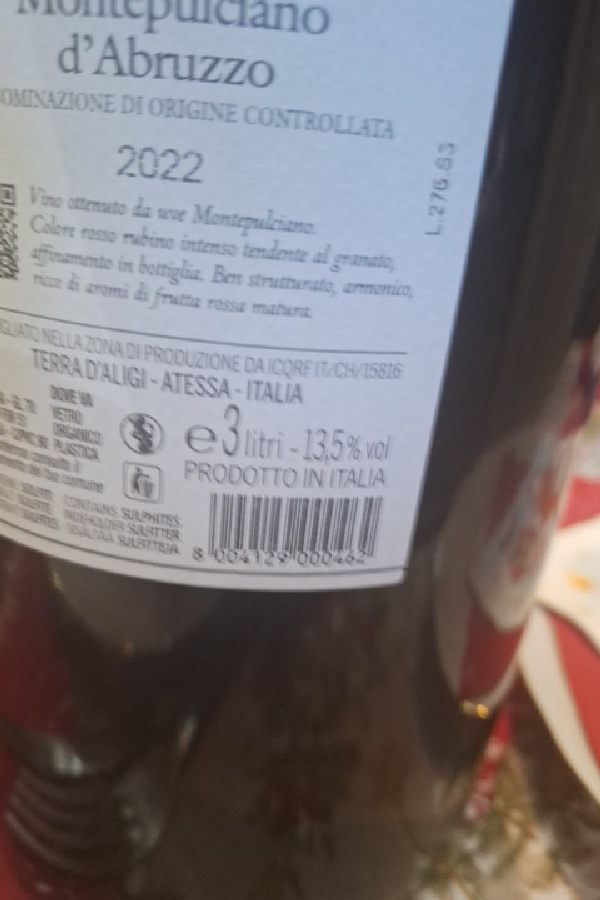 Montepulciano
d'Abruzzo
DI ORIGINE CONTROLLATA
2022
L.276.83
Vino ottenuto da uve Montepulciano.
Colore rosso rubino intenso tendente al granato,
affinamento in bottiglia. Ben strutturato, armonico,
ricco di aromi di frutta rossa matura.
NELLA ZONA DI PRODUZIONE DA ICQRF IT/CH/15816
TERRA D'ALIGI - ATESSA - ITALIA
DOVE VA
VETRO
ORGANICO
PLASTICA
e 3 litri - 13,5% vol
PRODOTTO IN ITALIA
comune
CONTAINS SULPHITES
8 004129 000462